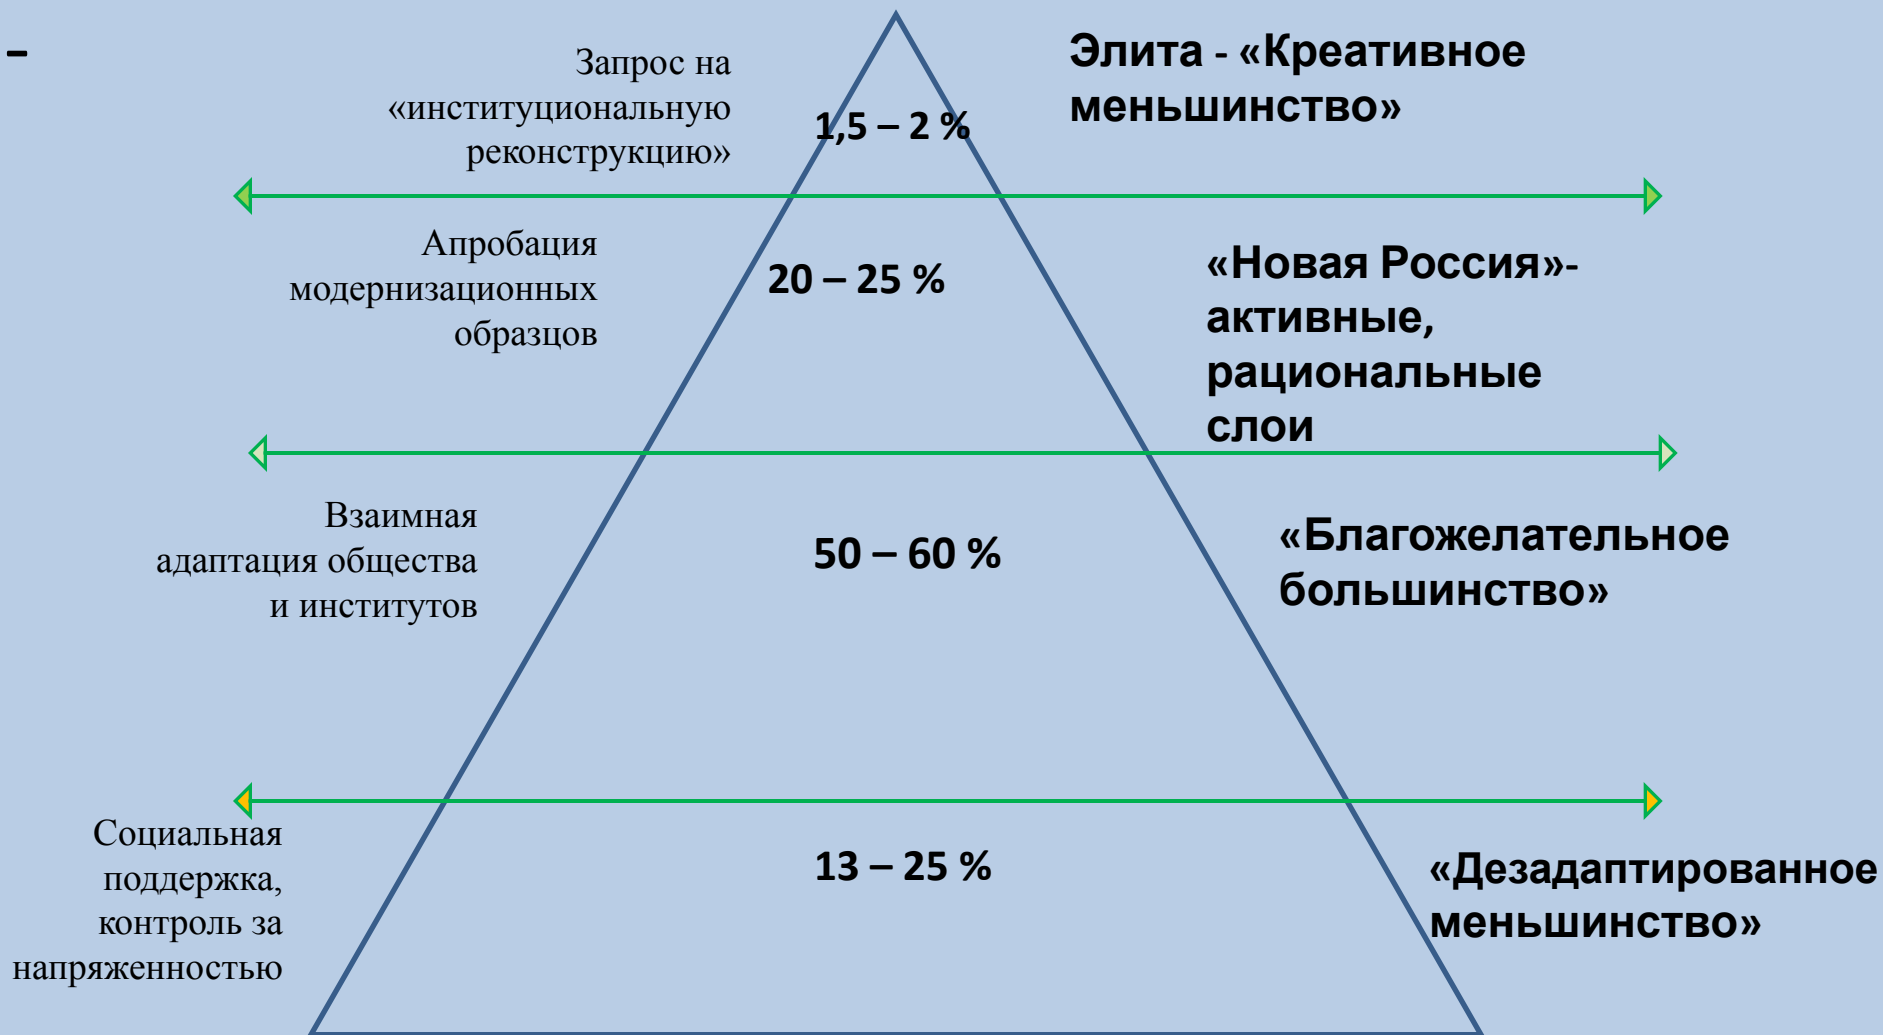 –
Запрос на
«институциональную
реконструкцию»
1,5 – 2 %
Элита - «Креативное
меньшинство»
Апробация
модернизационных
образцов
20 – 25 %
«Новая Россия»-
активные,
рациональные
слои
Взаимная
адаптация общества
и институтов
50 – 60 %
«Благожелательное
большинство»
Социальная
поддержка,
контроль за
напряженностью
13 – 25 %
«Дезадаптированное
меньшинство»